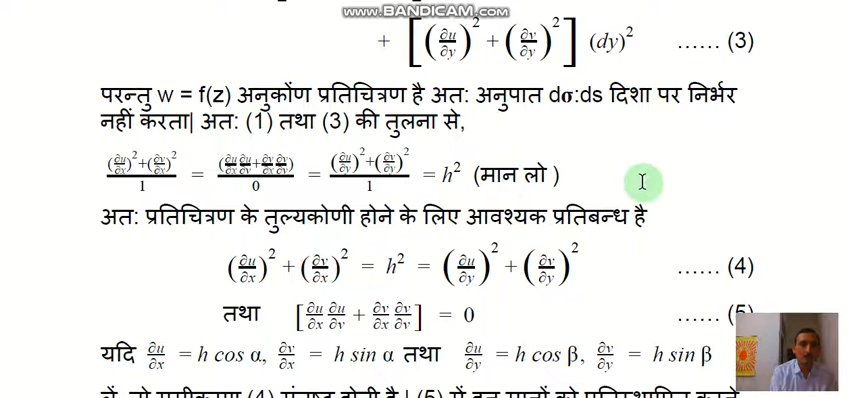 www.BANDICAM.com
+ [(∂u/∂y)² + (∂v/∂y)²] (dy)² …… (3)
परन्तु w = f(z) अनुकोंण प्रतिचित्रण है अत: अनुपात dσ:ds दिशा पर निर्भर
नहीं करता| अत: (1) तथा (3) की तुलना से,
((∂u/∂x)²+(∂v/∂x)²)/1 = (∂u/∂x ∂u/∂y + ∂v/∂x ∂v/∂y)/0 = ((∂u/∂y)²+(∂v/∂y)²)/1 = h² (मान लो )
अत: प्रतिचित्रण के तुल्यकोणी होने के लिए आवश्यक प्रतिबन्ध है
(∂u/∂x)² + (∂v/∂x)² = h² = (∂u/∂y)² + (∂v/∂y)² …… (4)
तथा [∂u/∂x ∂u/∂v + ∂v/∂x ∂v/∂v] = 0 …… (5)
यदि ∂u/∂x = h cos α, ∂v/∂x = h sin α तथा ∂u/∂y = h cos β, ∂v/∂y = h sin β